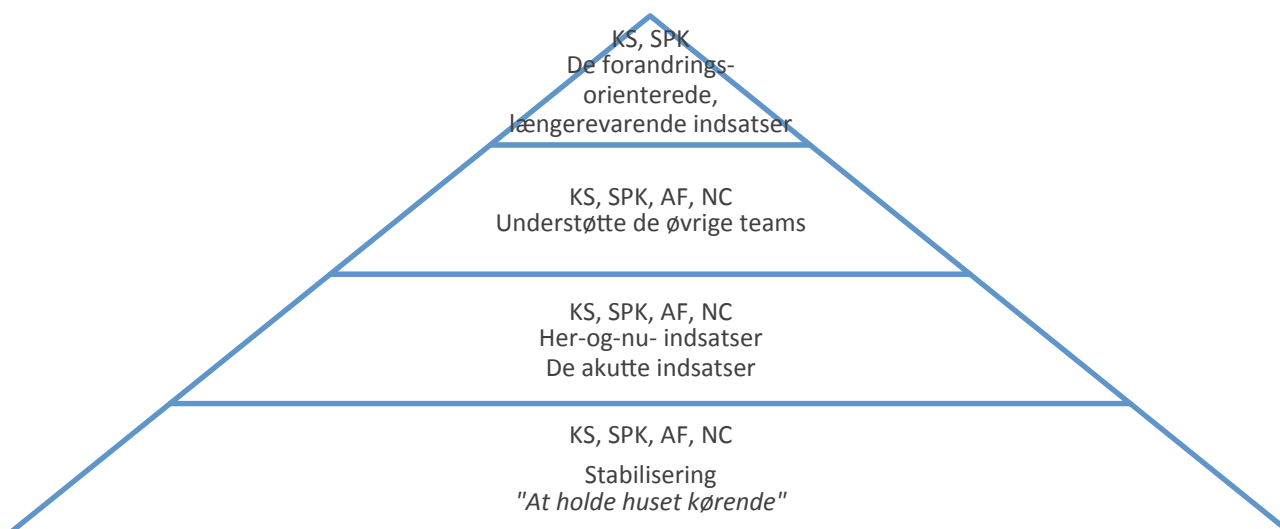 KS, SPK
De forandrings-
orienterede,
længerevarende indsatser
KS, SPK, AF, NC
Understøtte de øvrige teams
KS, SPK, AF, NC
Her-og-nu- indsatser
De akutte indsatser
KS, SPK, AF, NC
Stabilisering
"At holde huset kørende"